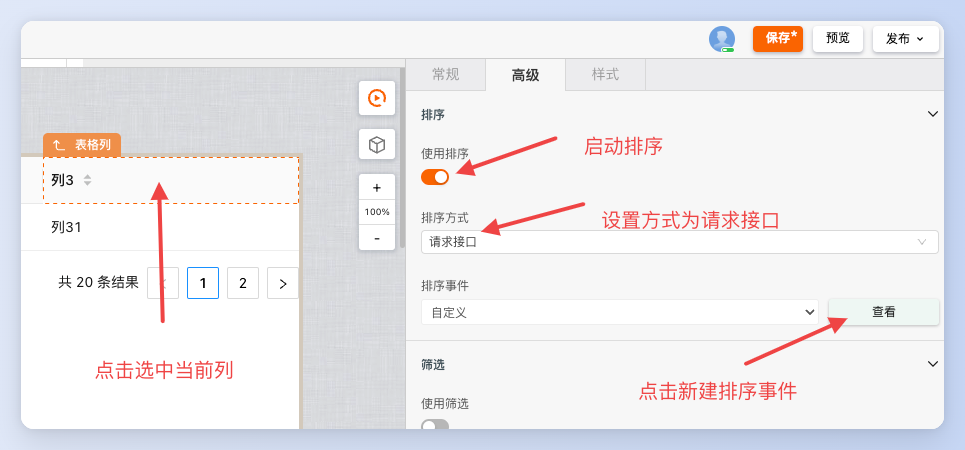 保存*
预览
发布
常规
高级
样式
排序
使用排序
启动排序
排序方式
设置方式为请求接口
请求接口
排序事件
自定义
查看
筛选
点击新建排序事件
使用筛选
表格列
列3
列31
共 20 条结果
1
2
点击选中当前列
+
100%
-